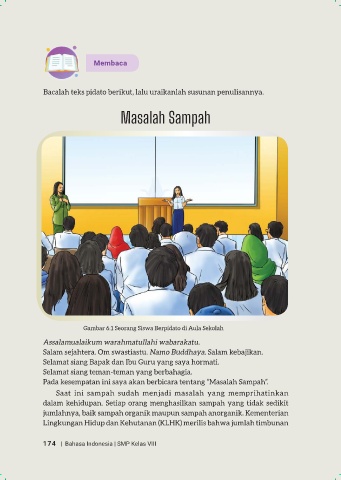 Membaca
Bacalah teks pidato berikut, lalu uraikanlah susunan penulisannya.
Masalah Sampah
Gambar 6.1 Seorang Siswa Berpidato di Aula Sekolah
Assalamualaikum warahmatullahi wabarakatu.
Salam sejahtera. Om swastiastu. Namo Buddhaya. Salam kebajikan.
Selamat siang Bapak dan Ibu Guru yang saya hormati.
Selamat siang teman-teman yang berbahagia.
Pada kesempatan ini saya akan berbicara tentang "Masalah Sampah".
Saat ini sampah sudah menjadi masalah yang memprihatinkan
dalam kehidupan. Setiap orang menghasilkan sampah yang tidak sedikit
jumlahnya, baik sampah organik maupun sampah anorganik. Kementerian
Lingkungan Hidup dan Kehutanan (KLHK) merilis bahwa jumlah timbunan
174 | Bahasa Indonesia | SMP Kelas VIII